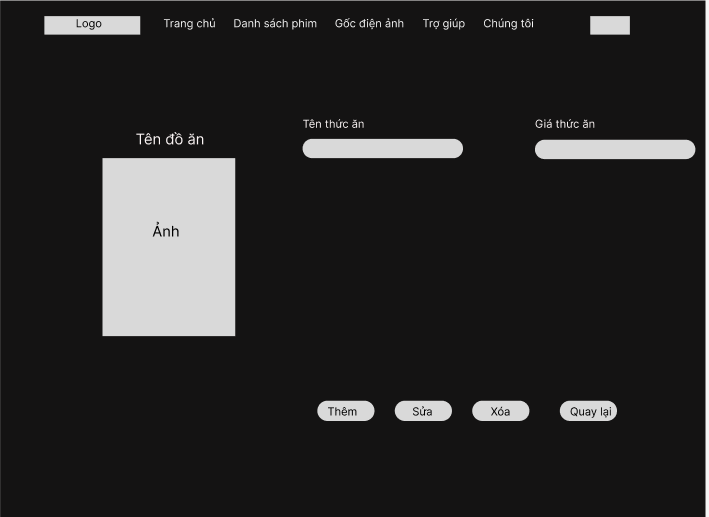 Logo
Trang chủ
Danh sách phim
Gốc điện ảnh
Trợ giúp
Chúng tôi
Tên đồ ăn
Ảnh
Tên thức ăn
Giá thức ăn
Thêm
Sửa
Xóa
Quay lại